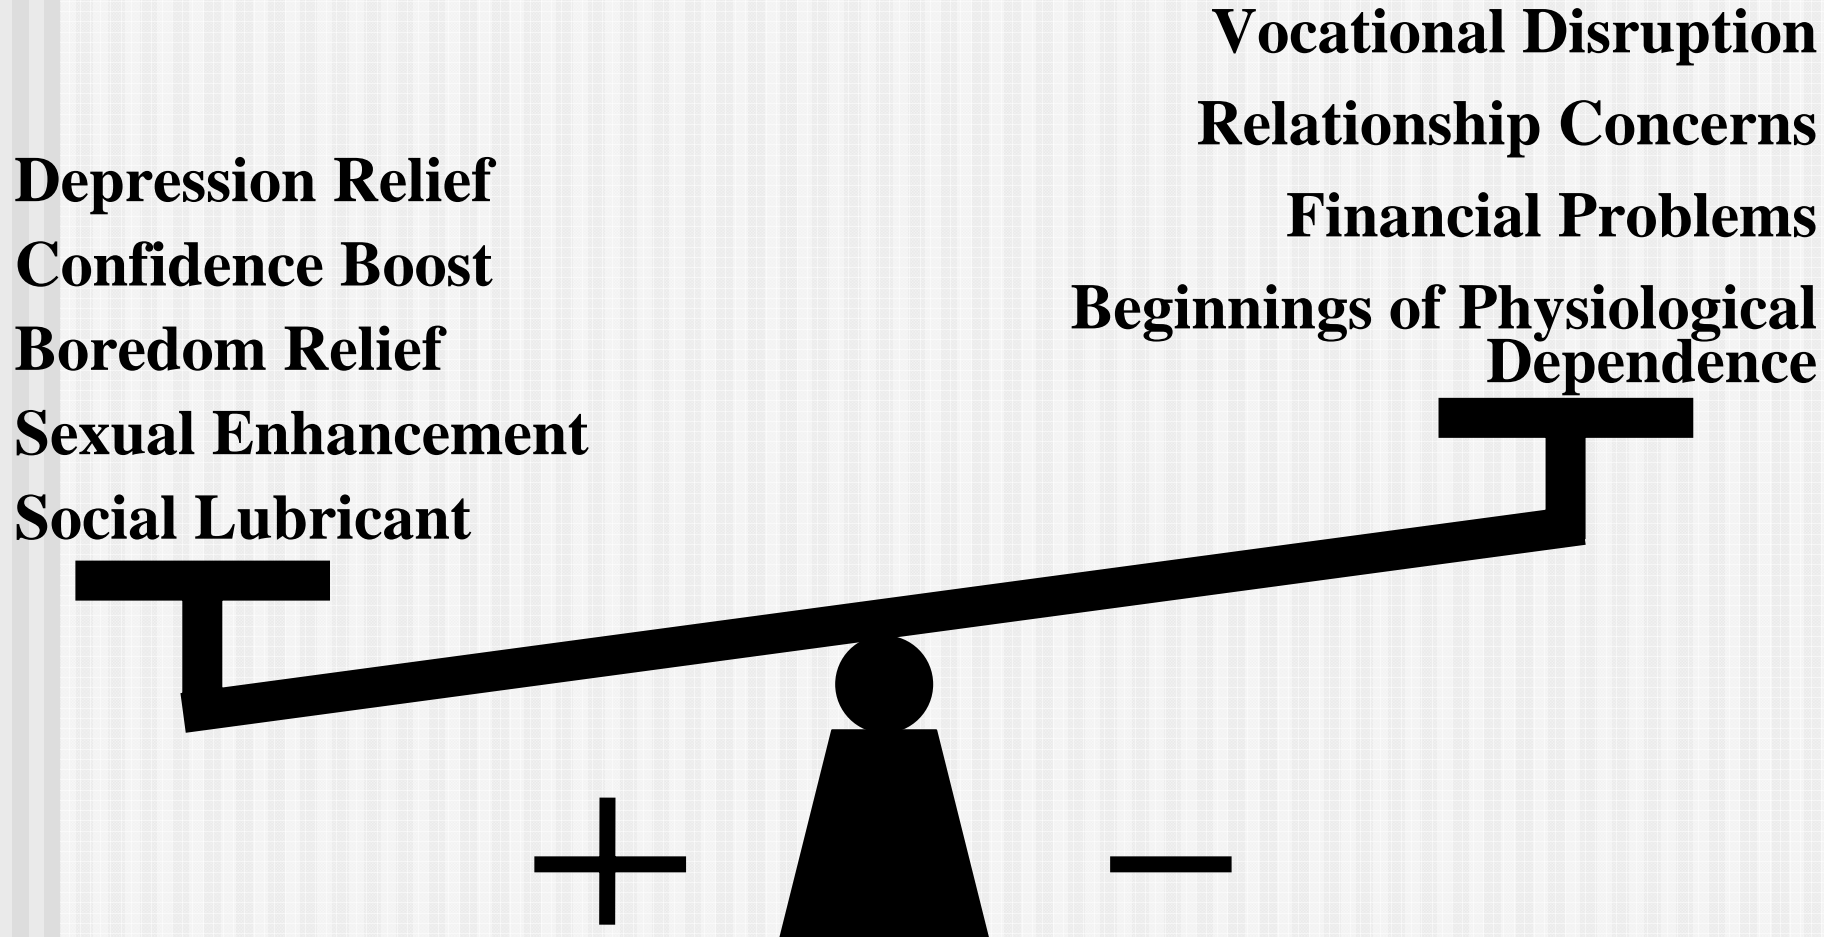 Depression Relief
Confidence Boost
Boredom Relief
Sexual Enhancement
Social Lubricant
Vocational Disruption
Relationship Concerns
Financial Problems
Beginnings of Physiological
Dependence
+
−